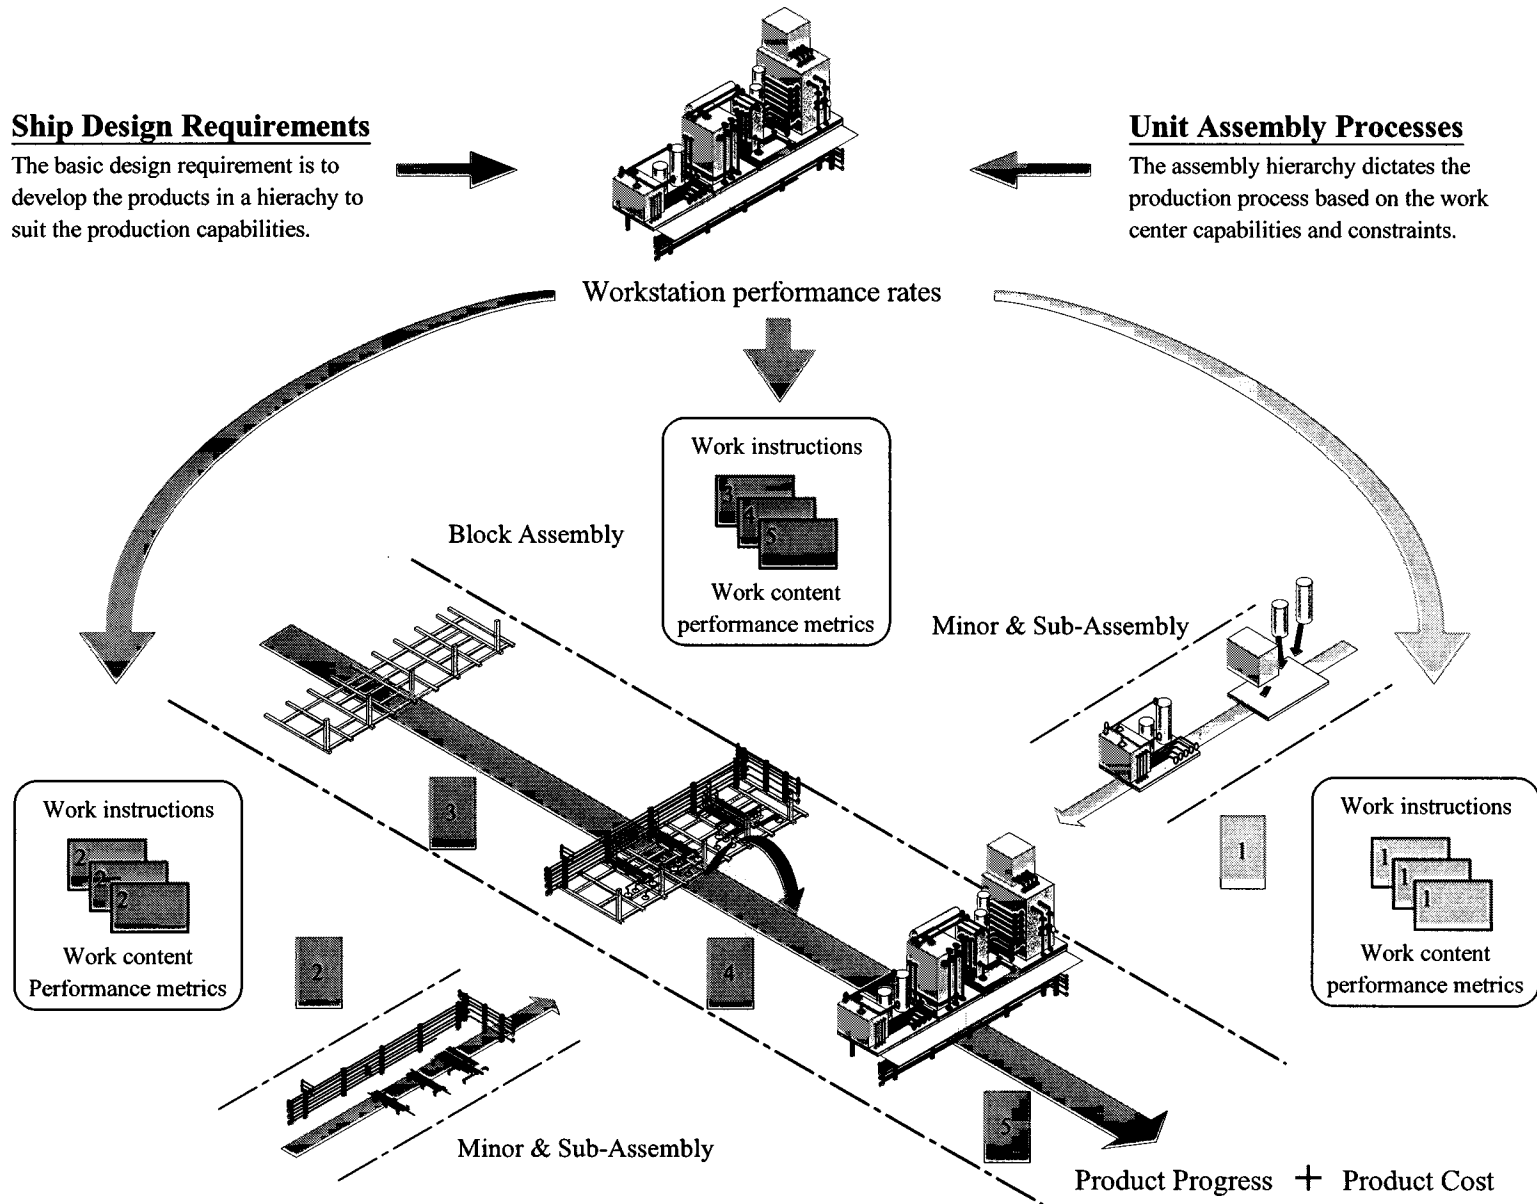 Ship Design Requirements
The basic design requirement is to
develop the products in a hierachy to
suit the production capabilities.
Unit Assembly Processes
The assembly hierarchy dictates the
production process based on the work
center capabilities and constraints.
Workstation performance rates
Work instructions
3
4
5
Work content
performance metrics
Block Assembly
Minor & Sub-Assembly
Work instructions
2
2
2
Work content
Performance metrics
3
2
4
1
5
Work instructions
1
1
1
Work content
performance metrics
Minor & Sub-Assembly
Product Progress + Product Cost